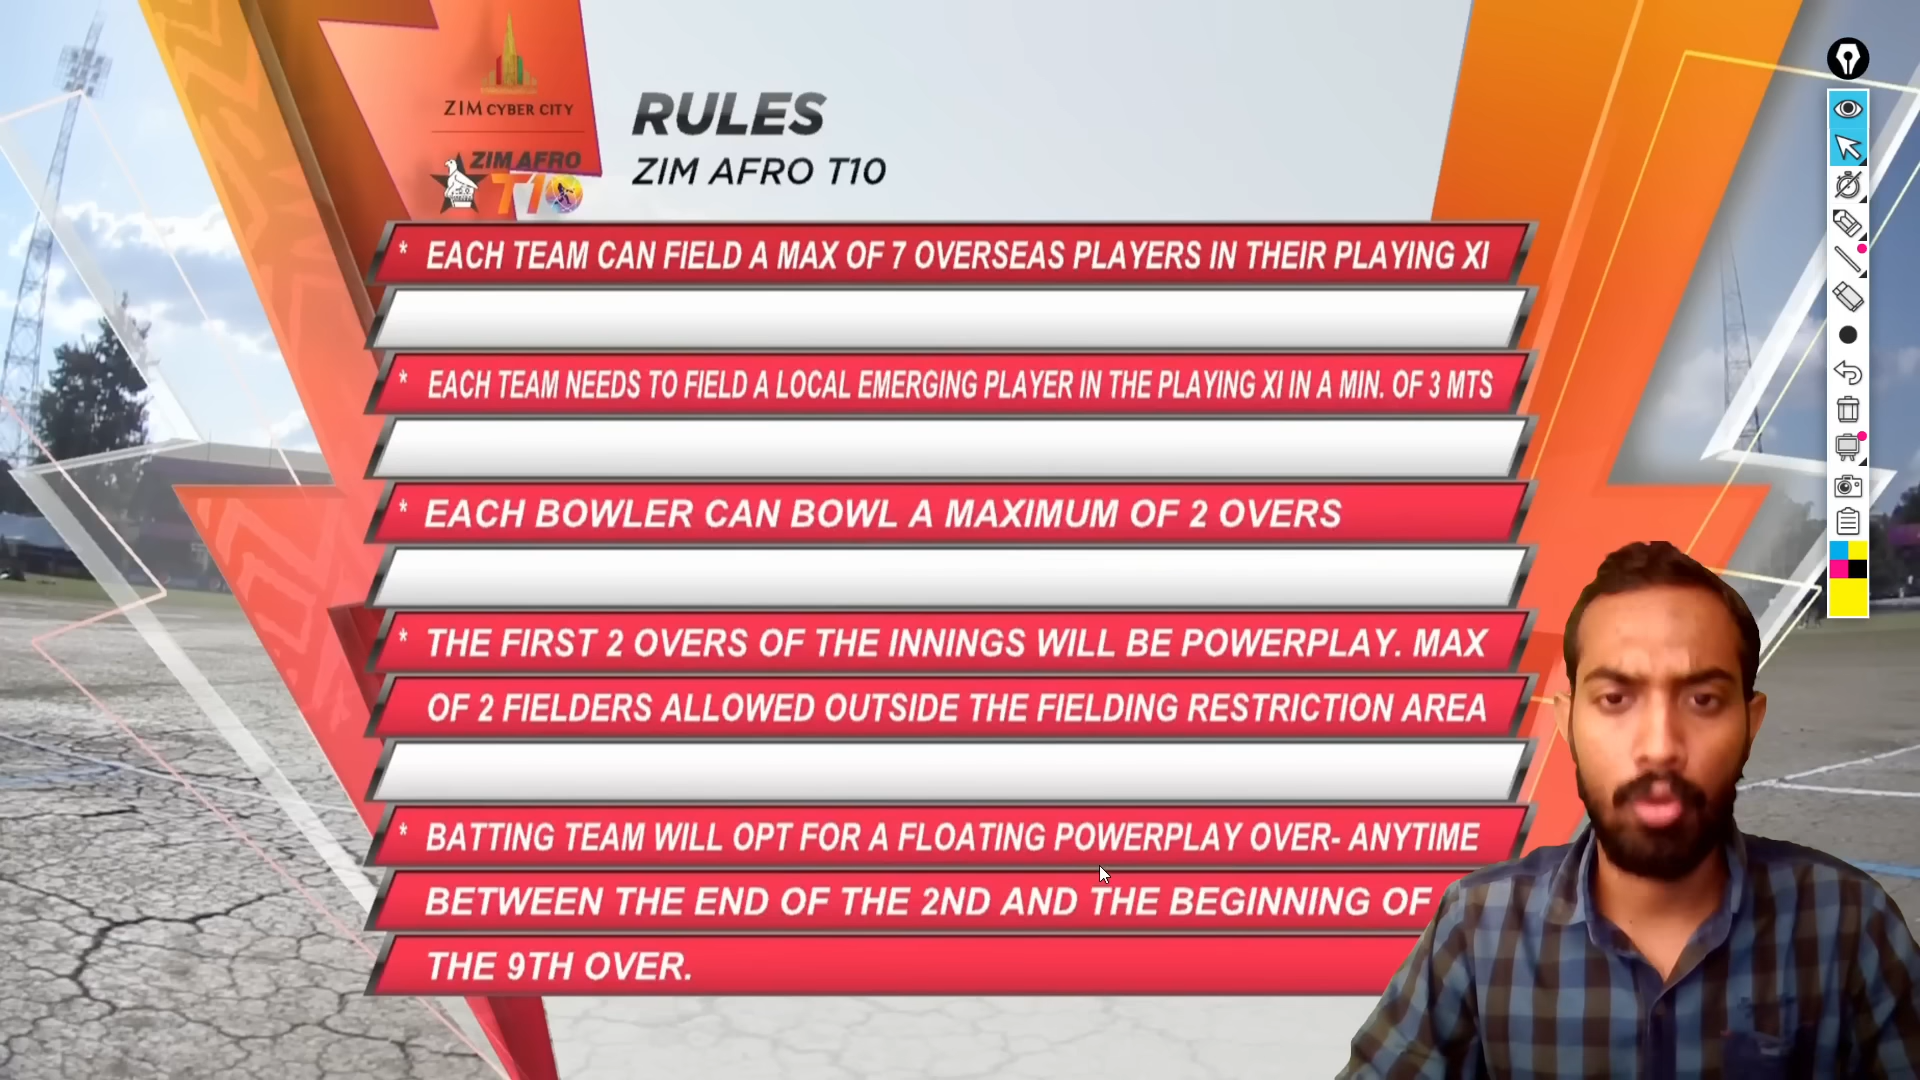 ZIM CYBER CITY
ZIM AFRO
T10
RULES
ZIM AFRO T10
* EACH TEAM CAN FIELD A MAX OF 7 OVERSEAS PLAYERS IN THEIR PLAYING XI
* EACH TEAM NEEDS TO FIELD A LOCAL EMERGING PLAYER IN THE PLAYING XI IN A MIN. OF 3 MTS
* EACH BOWLER CAN BOWL A MAXIMUM OF 2 OVERS
* THE FIRST 2 OVERS OF THE INNINGS WILL BE POWERPLAY. MAX
OF 2 FIELDERS ALLOWED OUTSIDE THE FIELDING RESTRICTION AREA
* BATTING TEAM WILL OPT FOR A FLOATING POWERPLAY OVER- ANYTIME
BETWEEN THE END OF THE 2ND AND THE BEGINNING OF
THE 9TH OVER.